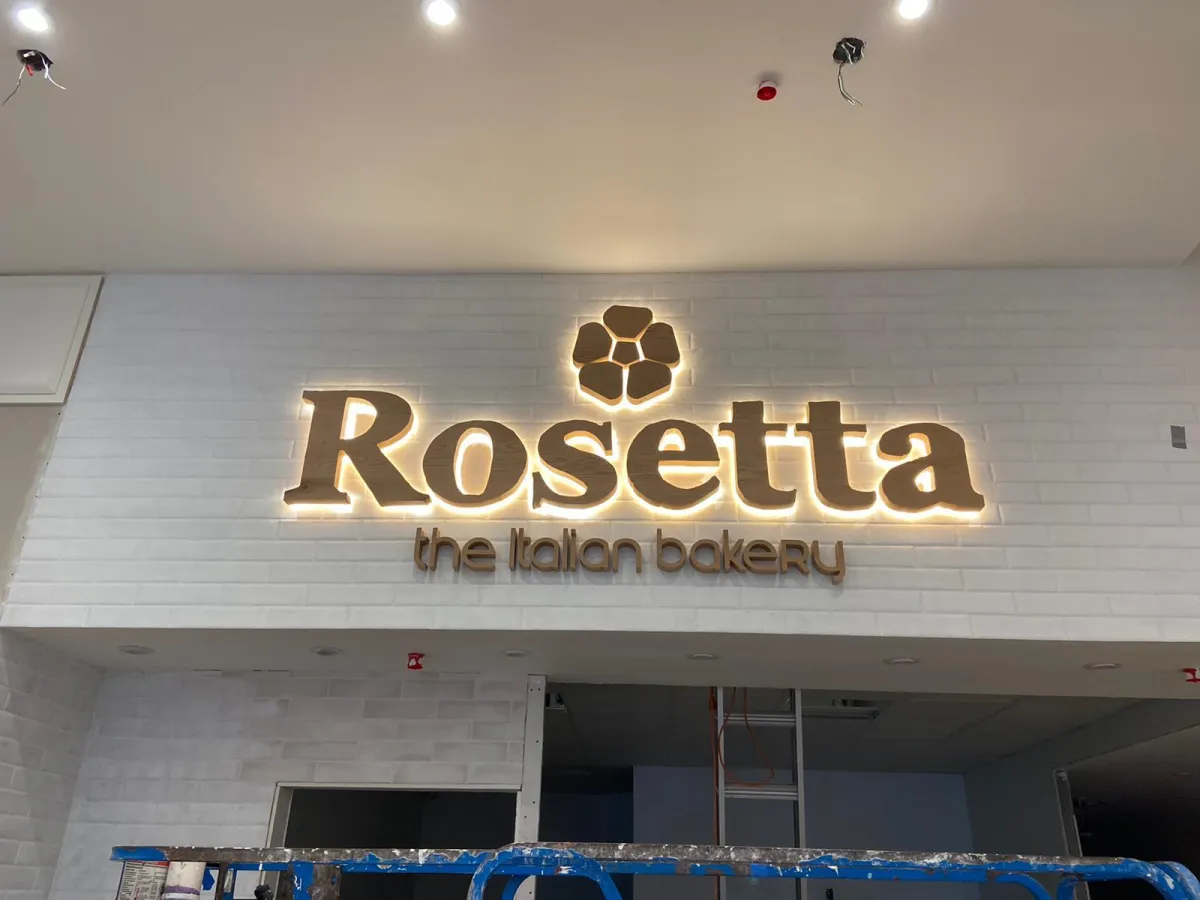 Rosetta
the Italian bakery